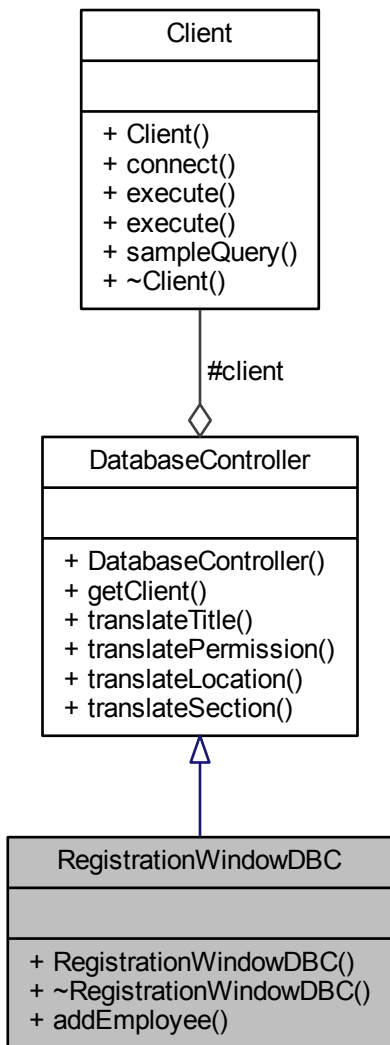 Client
+ Client()
+ connect()
+ execute()
+ execute()
+ sampleQuery()
+ ~Client()
#client
DatabaseController
+ DatabaseController()
+ getClient()
+ translateTitle()
+ translatePermission()
+ translateLocation()
+ translateSection()
RegistrationWindowDBC
+ RegistrationWindowDBC()
+ ~RegistrationWindowDBC()
+ addEmployee()